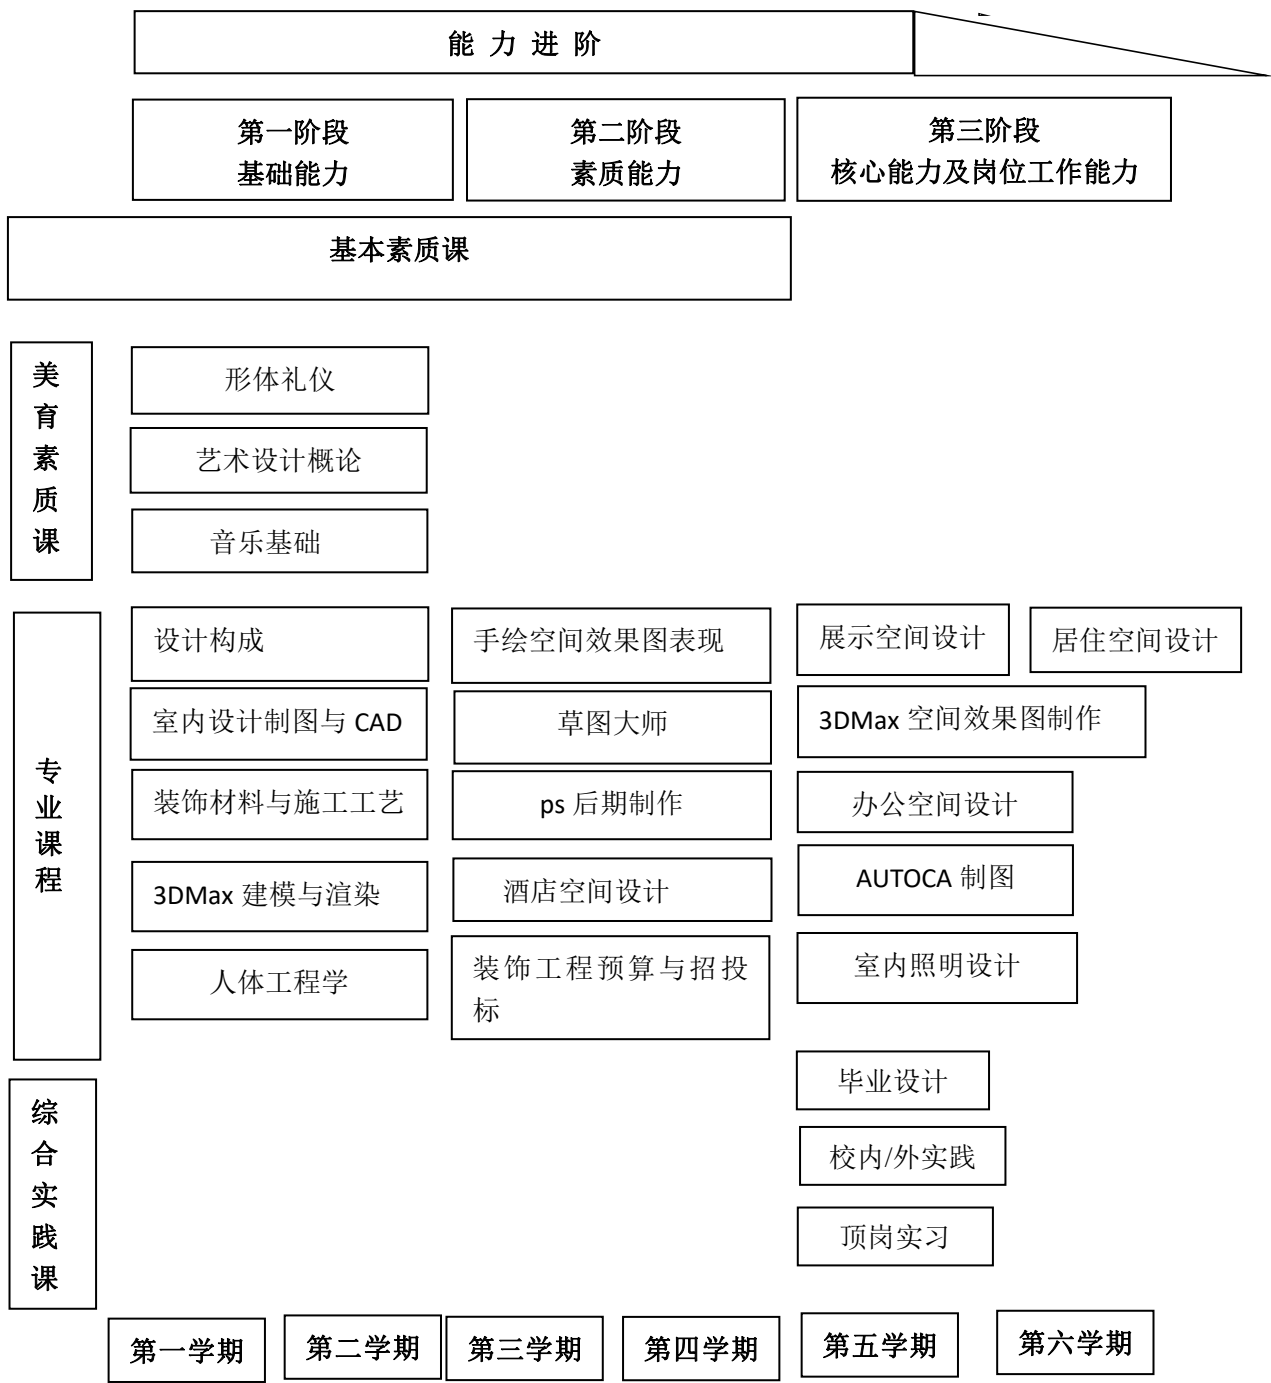 能 力 进 阶
第一阶段
基础能力
第二阶段
素质能力
第三阶段
核心能力及岗位工作能力
基本素质课
美
育
素
质
课
形体礼仪
艺术设计概论
音乐基础
专
业
课
程
设计构成
手绘空间效果图表现
展示空间设计
居住空间设计
室内设计制图与 CAD
草图大师
3DMax 空间效果图制作
装饰材料与施工工艺
ps 后期制作
办公空间设计
3DMax 建模与渲染
酒店空间设计
AUTOCA 制图
人体工程学
装饰工程预算与招投
标
室内照明设计
综
合
实
践
课
毕业设计
校内/外实践
顶岗实习
第一学期
第二学期
第三学期
第四学期
第五学期
第六学期